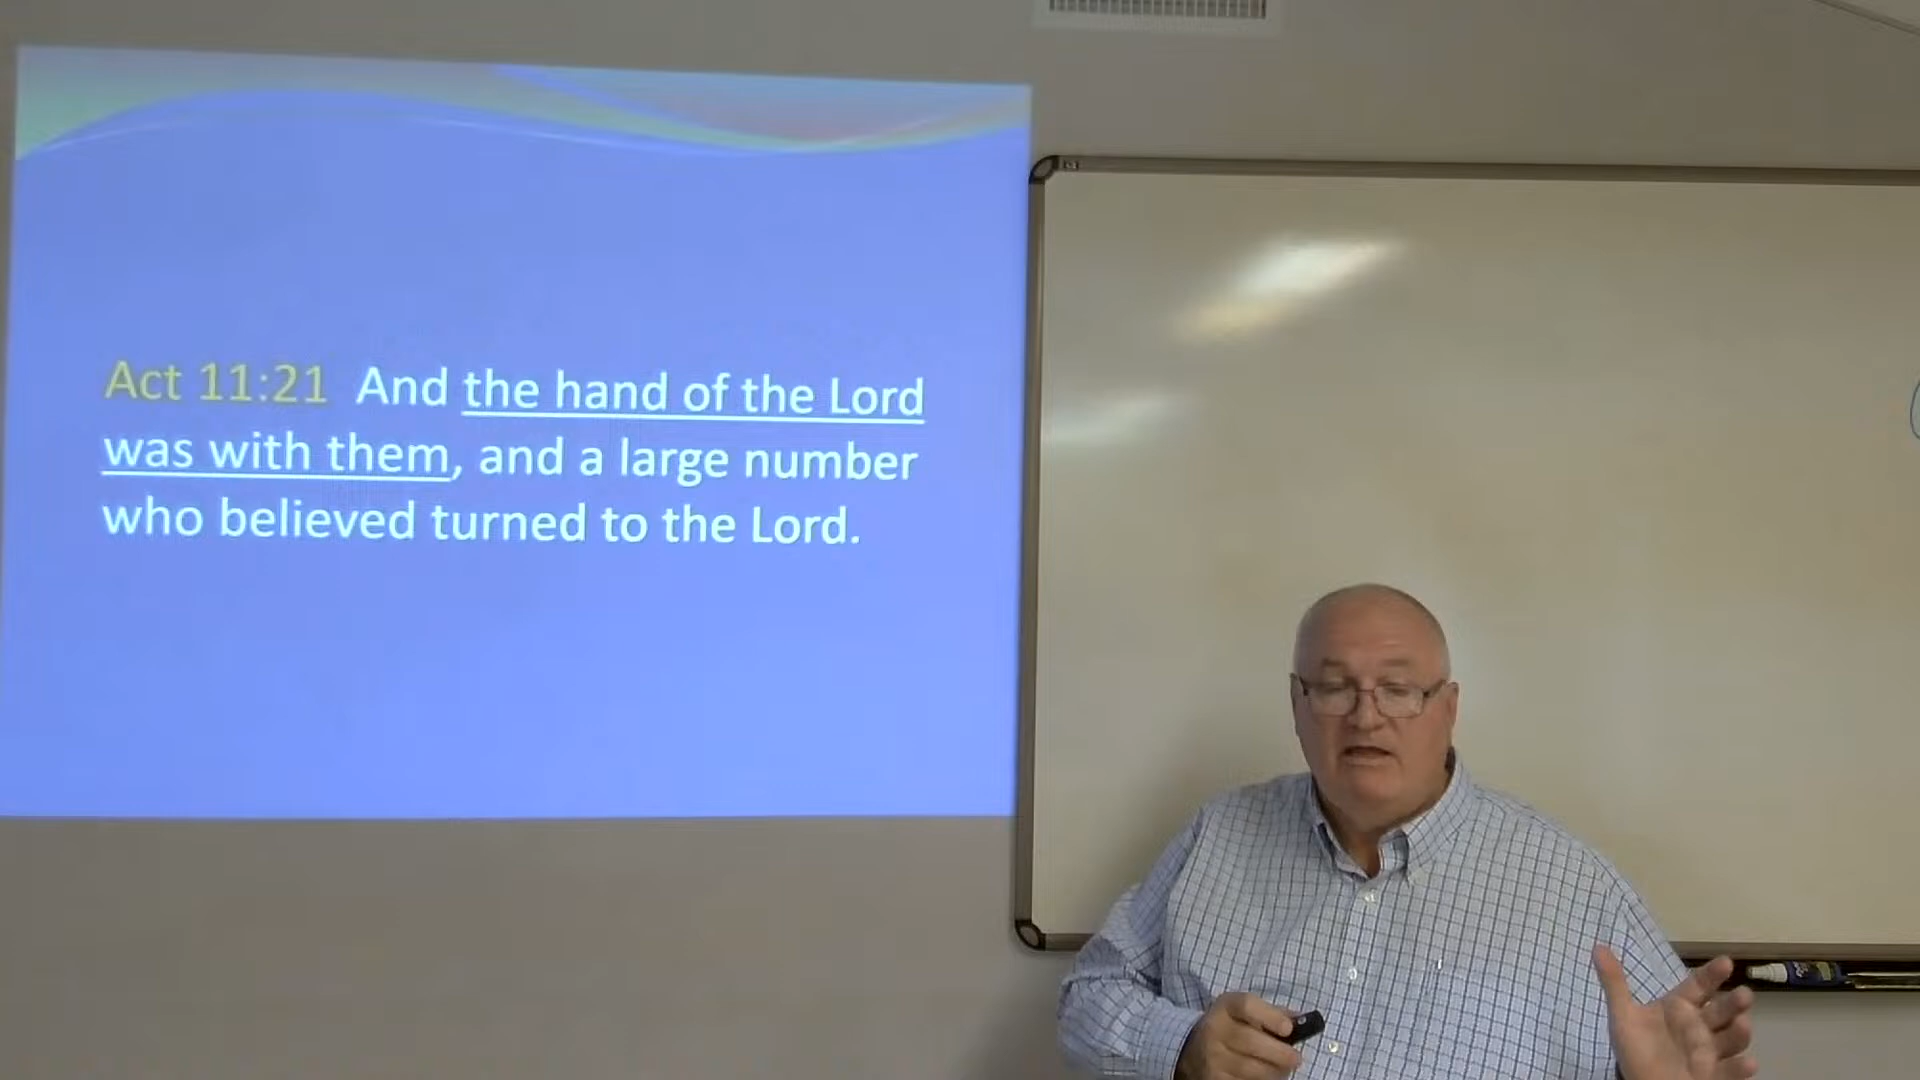 Act 11:21 And the hand of the Lord
was with them, and a large number
who believed turned to the Lord.